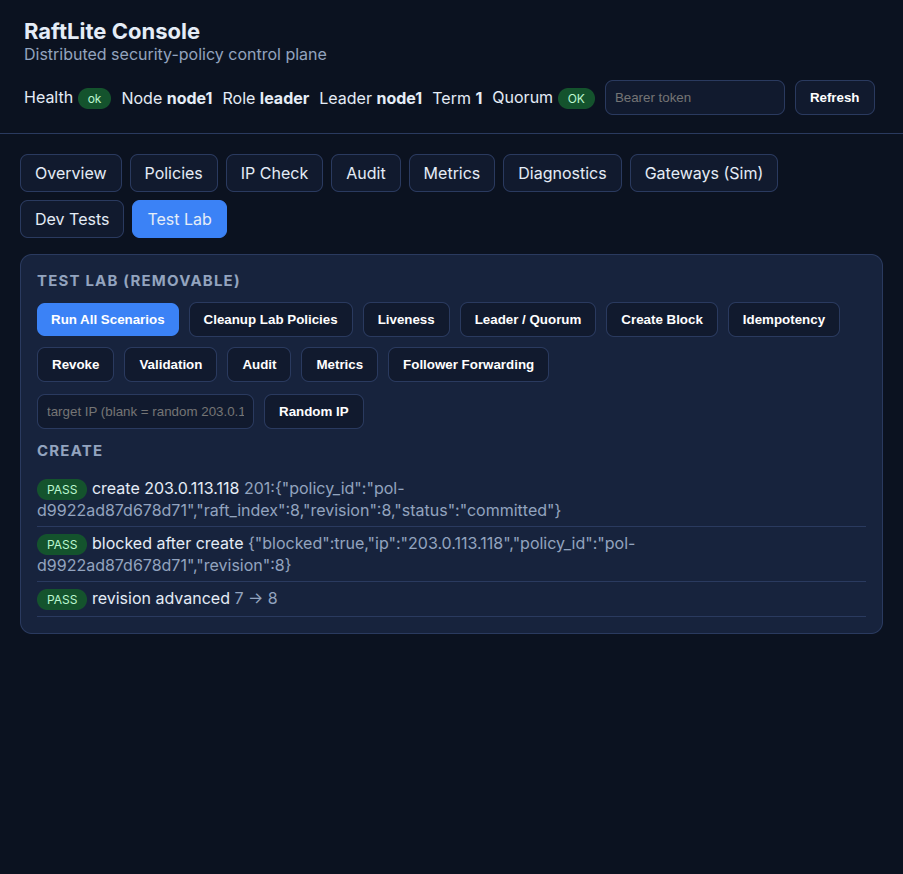 RaftLite Console
Distributed security-policy control plane
Health ok Node node1 Role leader Leader node1 Term 1 Quorum OK Bearer token Refresh
Overview Policies IP Check Audit Metrics Diagnostics Gateways (Sim)
Dev Tests Test Lab
TEST LAB (REMOVABLE)
Run All Scenarios Cleanup Lab Policies Liveness Leader / Quorum Create Block Idempotency
Revoke Validation Audit Metrics Follower Forwarding
target IP (blank = random 203.0.1 Random IP
CREATE
PASS create 203.0.113.118 201:{"policy_id":"pol-
d9922ad87d678d71","raft_index":8,"revision":8,"status":"committed"}
PASS blocked after create {"blocked":true,"ip":"203.0.113.118","policy_id":"pol-
d9922ad87d678d71","revision":8}
PASS revision advanced 7 → 8